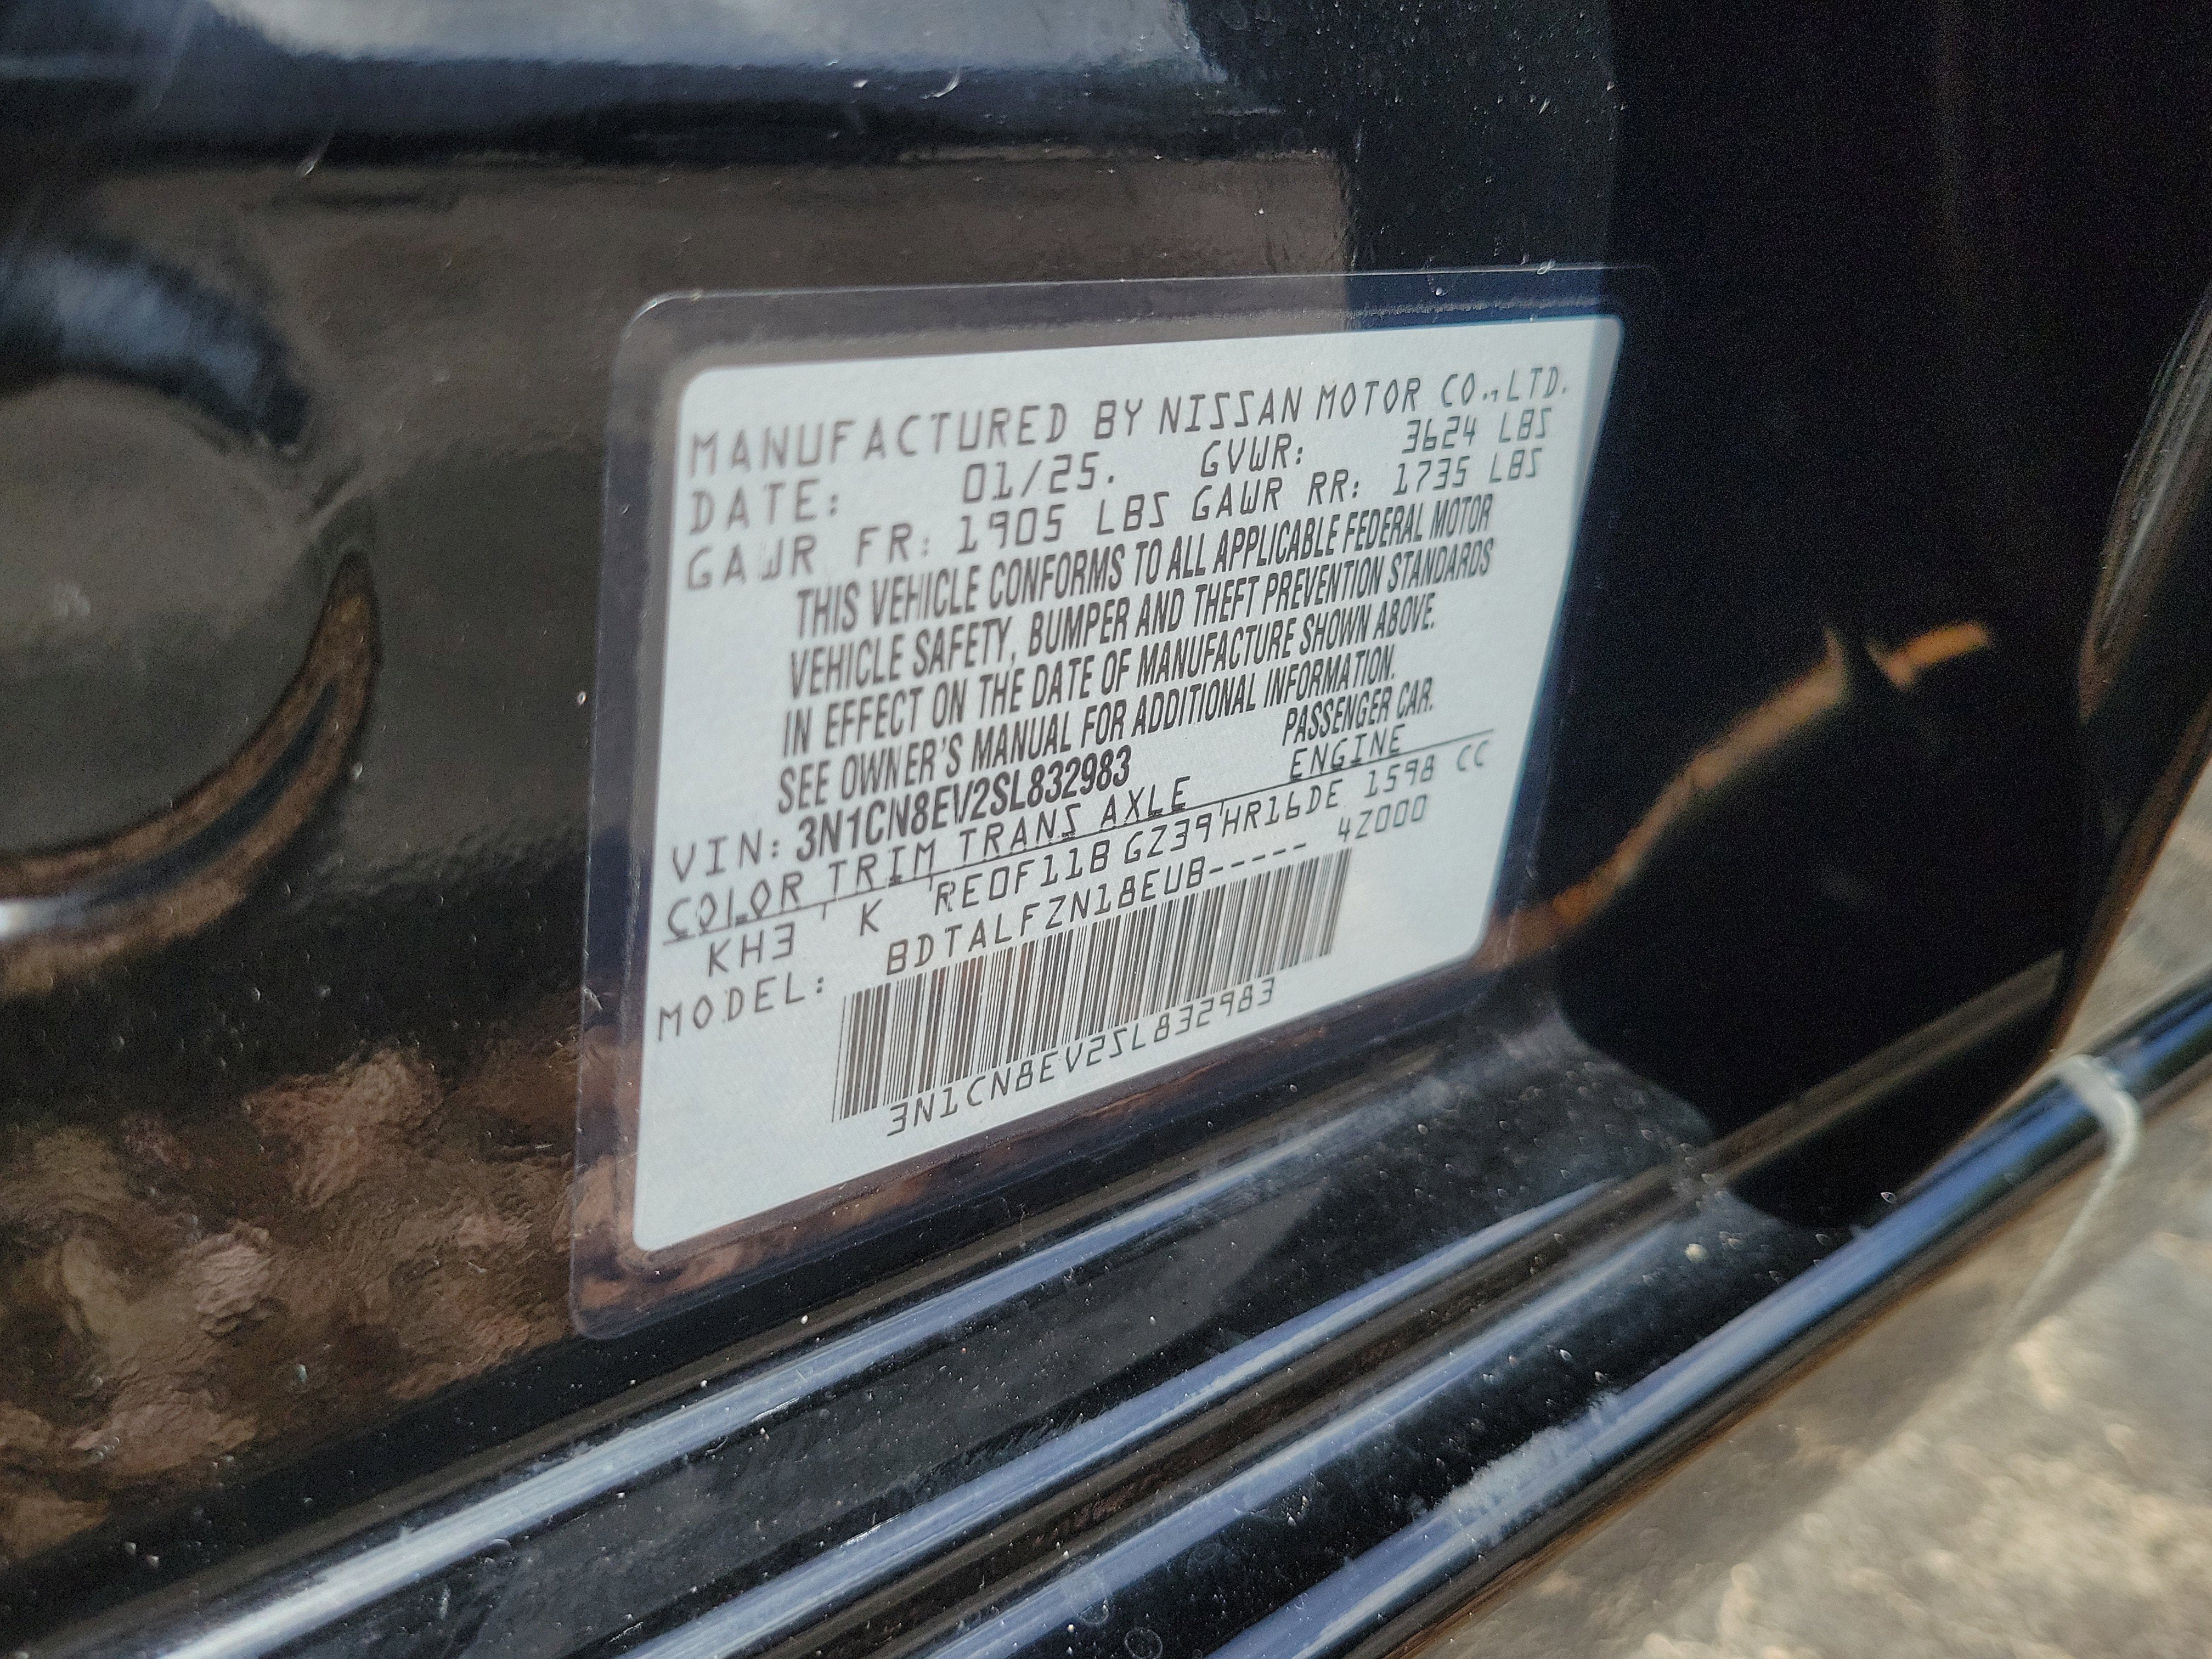 MANUFACTURED BY NISSAN MOTOR CO.,LTD.
DATE: 01/25. GVWR: 3624 LBS
GAWR FR: 1905 LBS GAWR RR: 1735 LBS
THIS VEHICLE CONFORMS TO ALL APPLICABLE FEDERAL MOTOR
VEHICLE SAFETY, BUMPER AND THEFT PREVENTION STANDARDS
IN EFFECT ON THE DATE OF MANUFACTURE SHOWN ABOVE.
SEE OWNER'S MANUAL FOR ADDITIONAL INFORMATION.
VIN: 3N1CN8EV2SL832983 PASSENGER CAR.
COLOR TRIM TRANS AXLE ENGINE
KH3 K RE0F11B GZ39 HR16DE 1598 CC
MODEL: BDTALFZN18EUB----- 4Z000
3N1CN8EV2SL832983